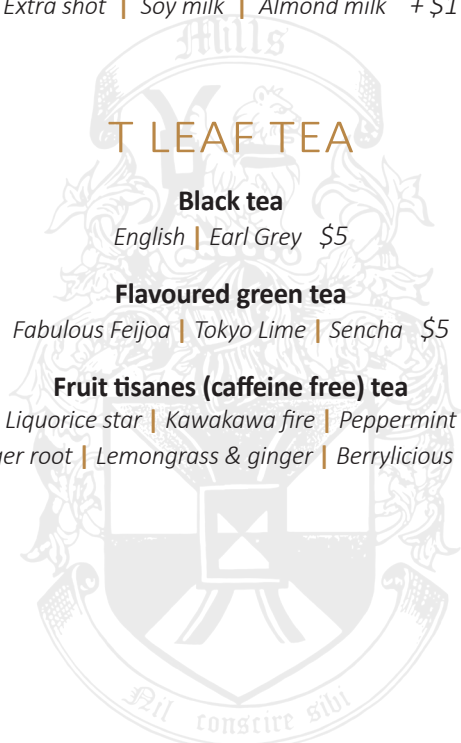 Extra shot | Soy milk | Almond milk + $1
Mills
T LEAF TEA
Black tea
English | Earl Grey $5
Flavoured green tea
Fabulous Feijoa | Tokyo Lime | Sencha $5
Fruit tisanes (caffeine free) tea
Liquorice star | Kawakawa fire | Peppermint
er root | Lemongrass & ginger | Berrylicious
Nil conscire sibi